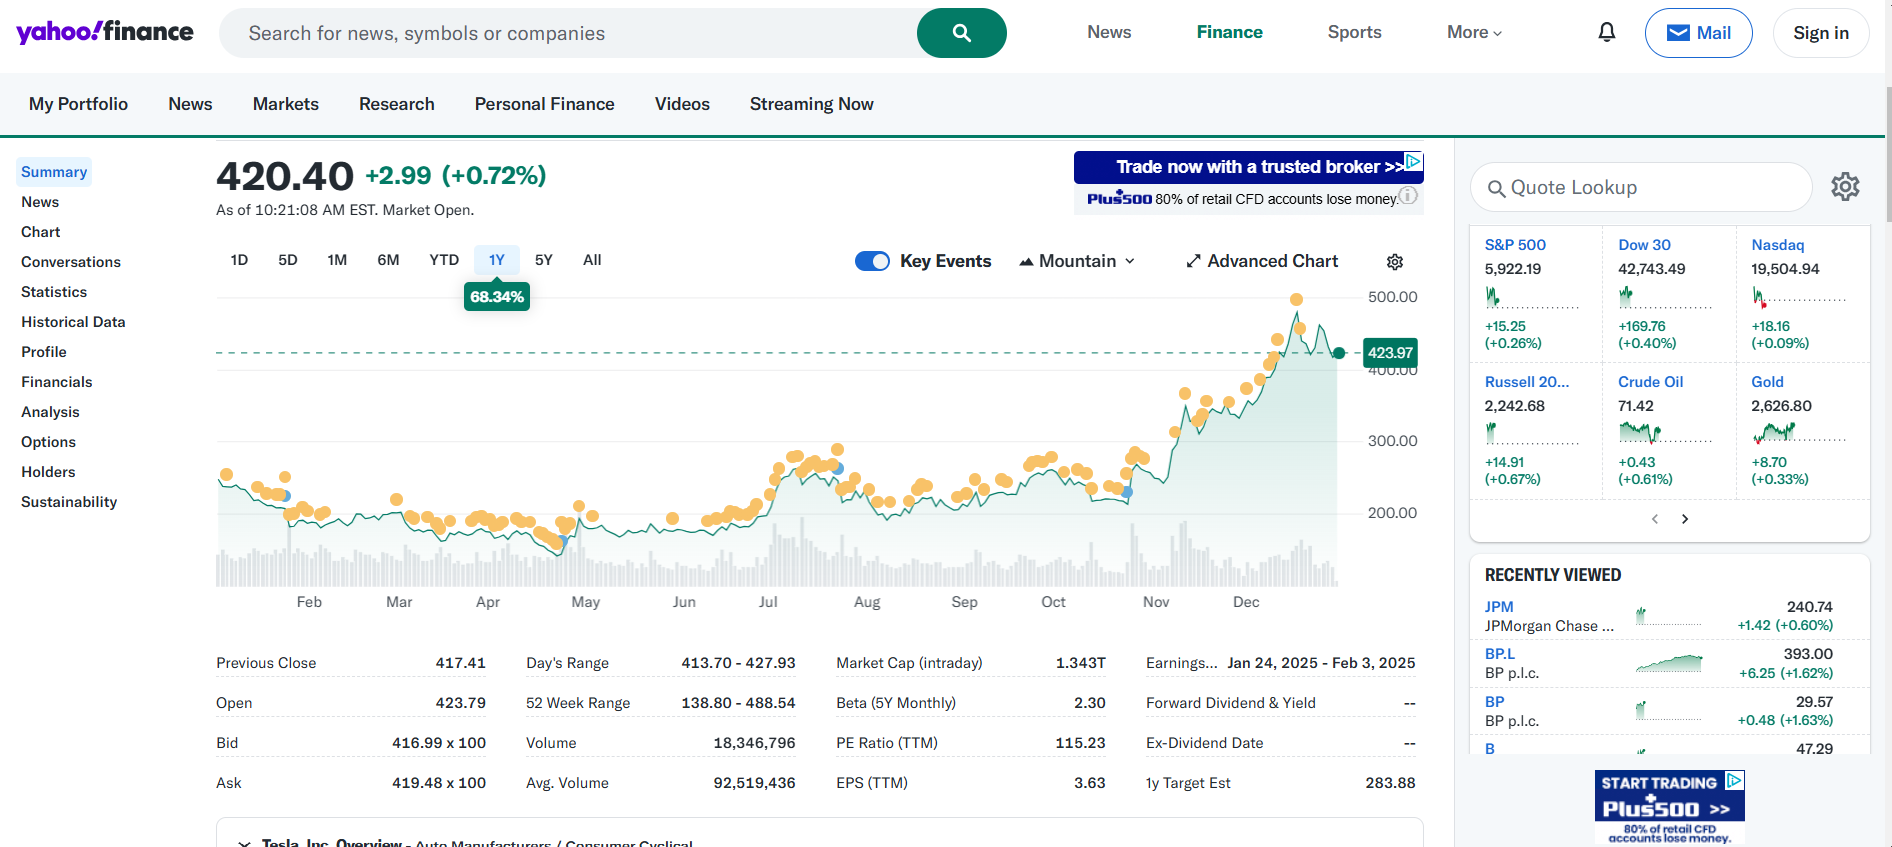 yahoo!finance
Search for news, symbols or companies
News
Finance
Sports
More
Mail
Sign in
My Portfolio
News
Markets
Research
Personal Finance
Videos
Streaming Now
Summary
News
Chart
Conversations
Statistics
Historical Data
Profile
Financials
Analysis
Options
Holders
Sustainability
420.40 +2.99 (+0.72%)
As of 10:21:08 AM EST. Market Open.
Trade now with a trusted broker >>
Plus500 80% of retail CFD accounts lose money.
1D 5D 1M 6M YTD 1Y 5Y All
68.34%
Key Events
Mountain
Advanced Chart
500.00
423.97
400.00
300.00
200.00
Feb Mar Apr May Jun Jul Aug Sep Oct Nov Dec
Previous Close 417.41
Open 423.79
Bid 416.99 x 100
Ask 419.48 x 100
Day's Range 413.70 - 427.93
52 Week Range 138.80 - 488.54
Volume 18,346,796
Avg. Volume 92,519,436
Market Cap (intraday) 1.343T
Beta (5Y Monthly) 2.30
PE Ratio (TTM) 115.23
EPS (TTM) 3.63
Earnings... Jan 24, 2025 - Feb 3, 2025
Forward Dividend & Yield --
Ex-Dividend Date --
1y Target Est 283.88
Tesla, Inc. Overview - Auto Manufacturers / Consumer Cyclical
Quote Lookup
S&P 500
5,922.19
+15.25
(+0.26%)
Dow 30
42,743.49
+169.76
(+0.40%)
Nasdaq
19,504.94
+18.16
(+0.09%)
Russell 20...
2,242.68
+14.91
(+0.67%)
Crude Oil
71.42
+0.43
(+0.61%)
Gold
2,626.80
+8.70
(+0.33%)
RECENTLY VIEWED
JPM 240.74
JPMorgan Chase ... +1.42 (+0.60%)
BP.L 393.00
BP p.l.c. +6.25 (+1.62%)
BP 29.57
BP p.l.c. +0.48 (+1.63%)
B 47.29
START TRADING
Plus500 >>
80% of retail CFD
accounts lose money.